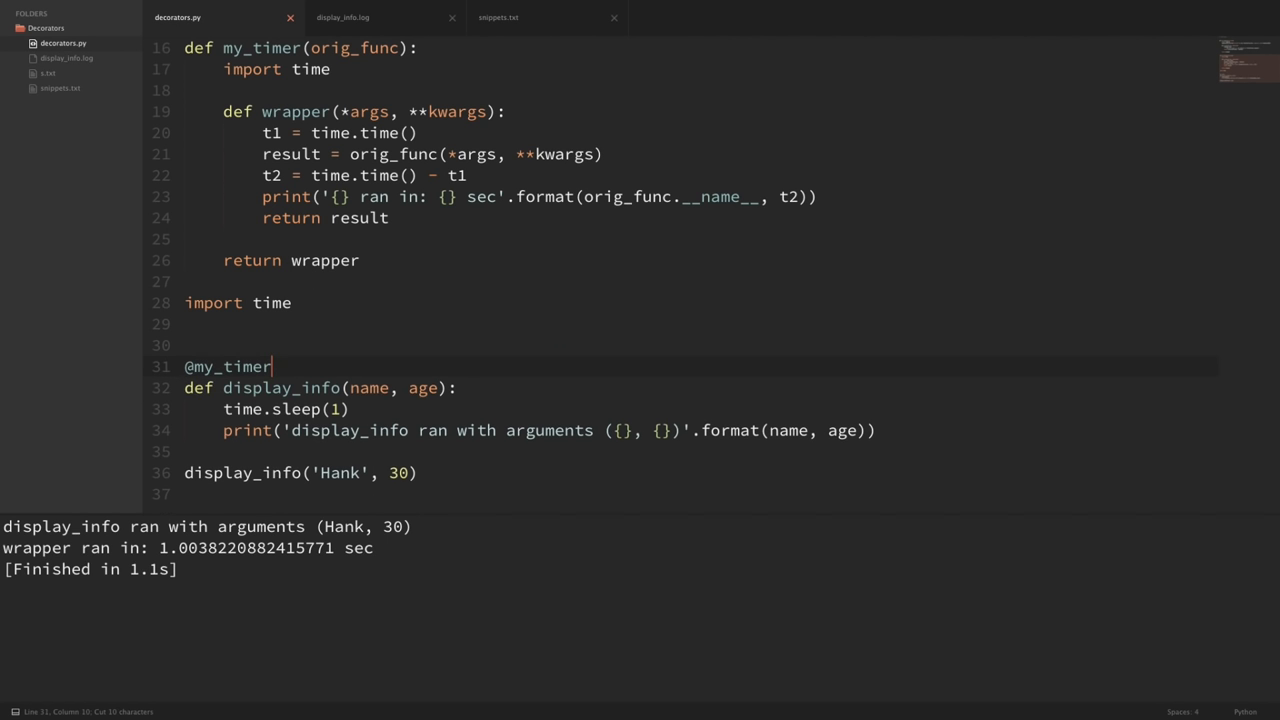 FOLDERS
Decorators
decorators.py
display_info.log
s.txt
snippets.txt
decorators.py
display_info.log
snippets.txt
16 def my_timer(orig_func):
17     import time
18
19     def wrapper(*args, **kwargs):
20         t1 = time.time()
21         result = orig_func(*args, **kwargs)
22         t2 = time.time() - t1
23         print('{} ran in: {} sec'.format(orig_func.__name__, t2))
24         return result
25
26     return wrapper
27
28 import time
29
30
31 @my_timer
32 def display_info(name, age):
33     time.sleep(1)
34     print('display_info ran with arguments ({}, {})'.format(name, age))
35
36 display_info('Hank', 30)
37
display_info ran with arguments (Hank, 30)
wrapper ran in: 1.0038220882415771 sec
[Finished in 1.1s]
Line 31, Column 10; Cut 10 characters
Spaces: 4
Python